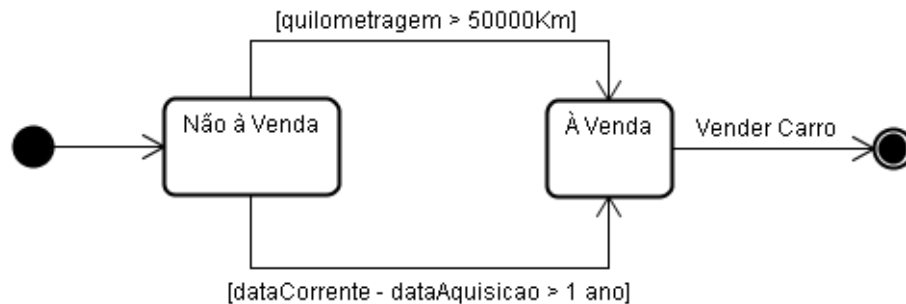 [quilometragem > 50000Km]
Não à Venda
À Venda
Vender Carro
[dataCorrente - dataAquisicao > 1 ano]